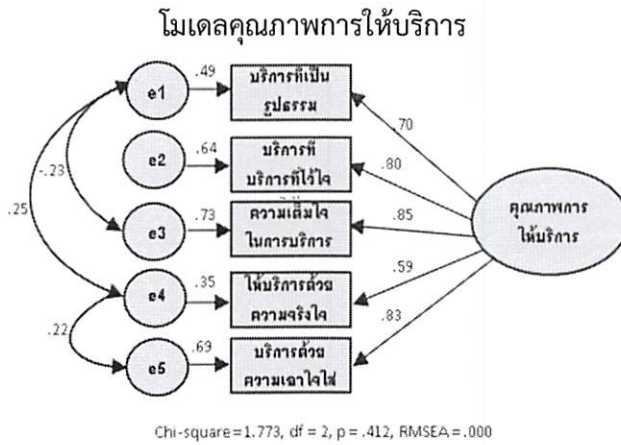 โมเดลคุณภาพการให้บริการ
e1
.49
บริการที่เป็น
รูปธรรม
.70
e2
.64
บริการที่
บริการที่ไว้ใจ
.80
-.23
.25
e3
.73
ความเต็มใจ
ในการบริการ
.85
คุณภาพการ
ให้บริการ
e4
.35
ให้บริการด้วย
ความจริงใจ
.59
.22
e5
.69
บริการด้วย
ความเอาใจใส่
.83
Chi-square=1.773, df = 2, p = .412, RMSEA=.000